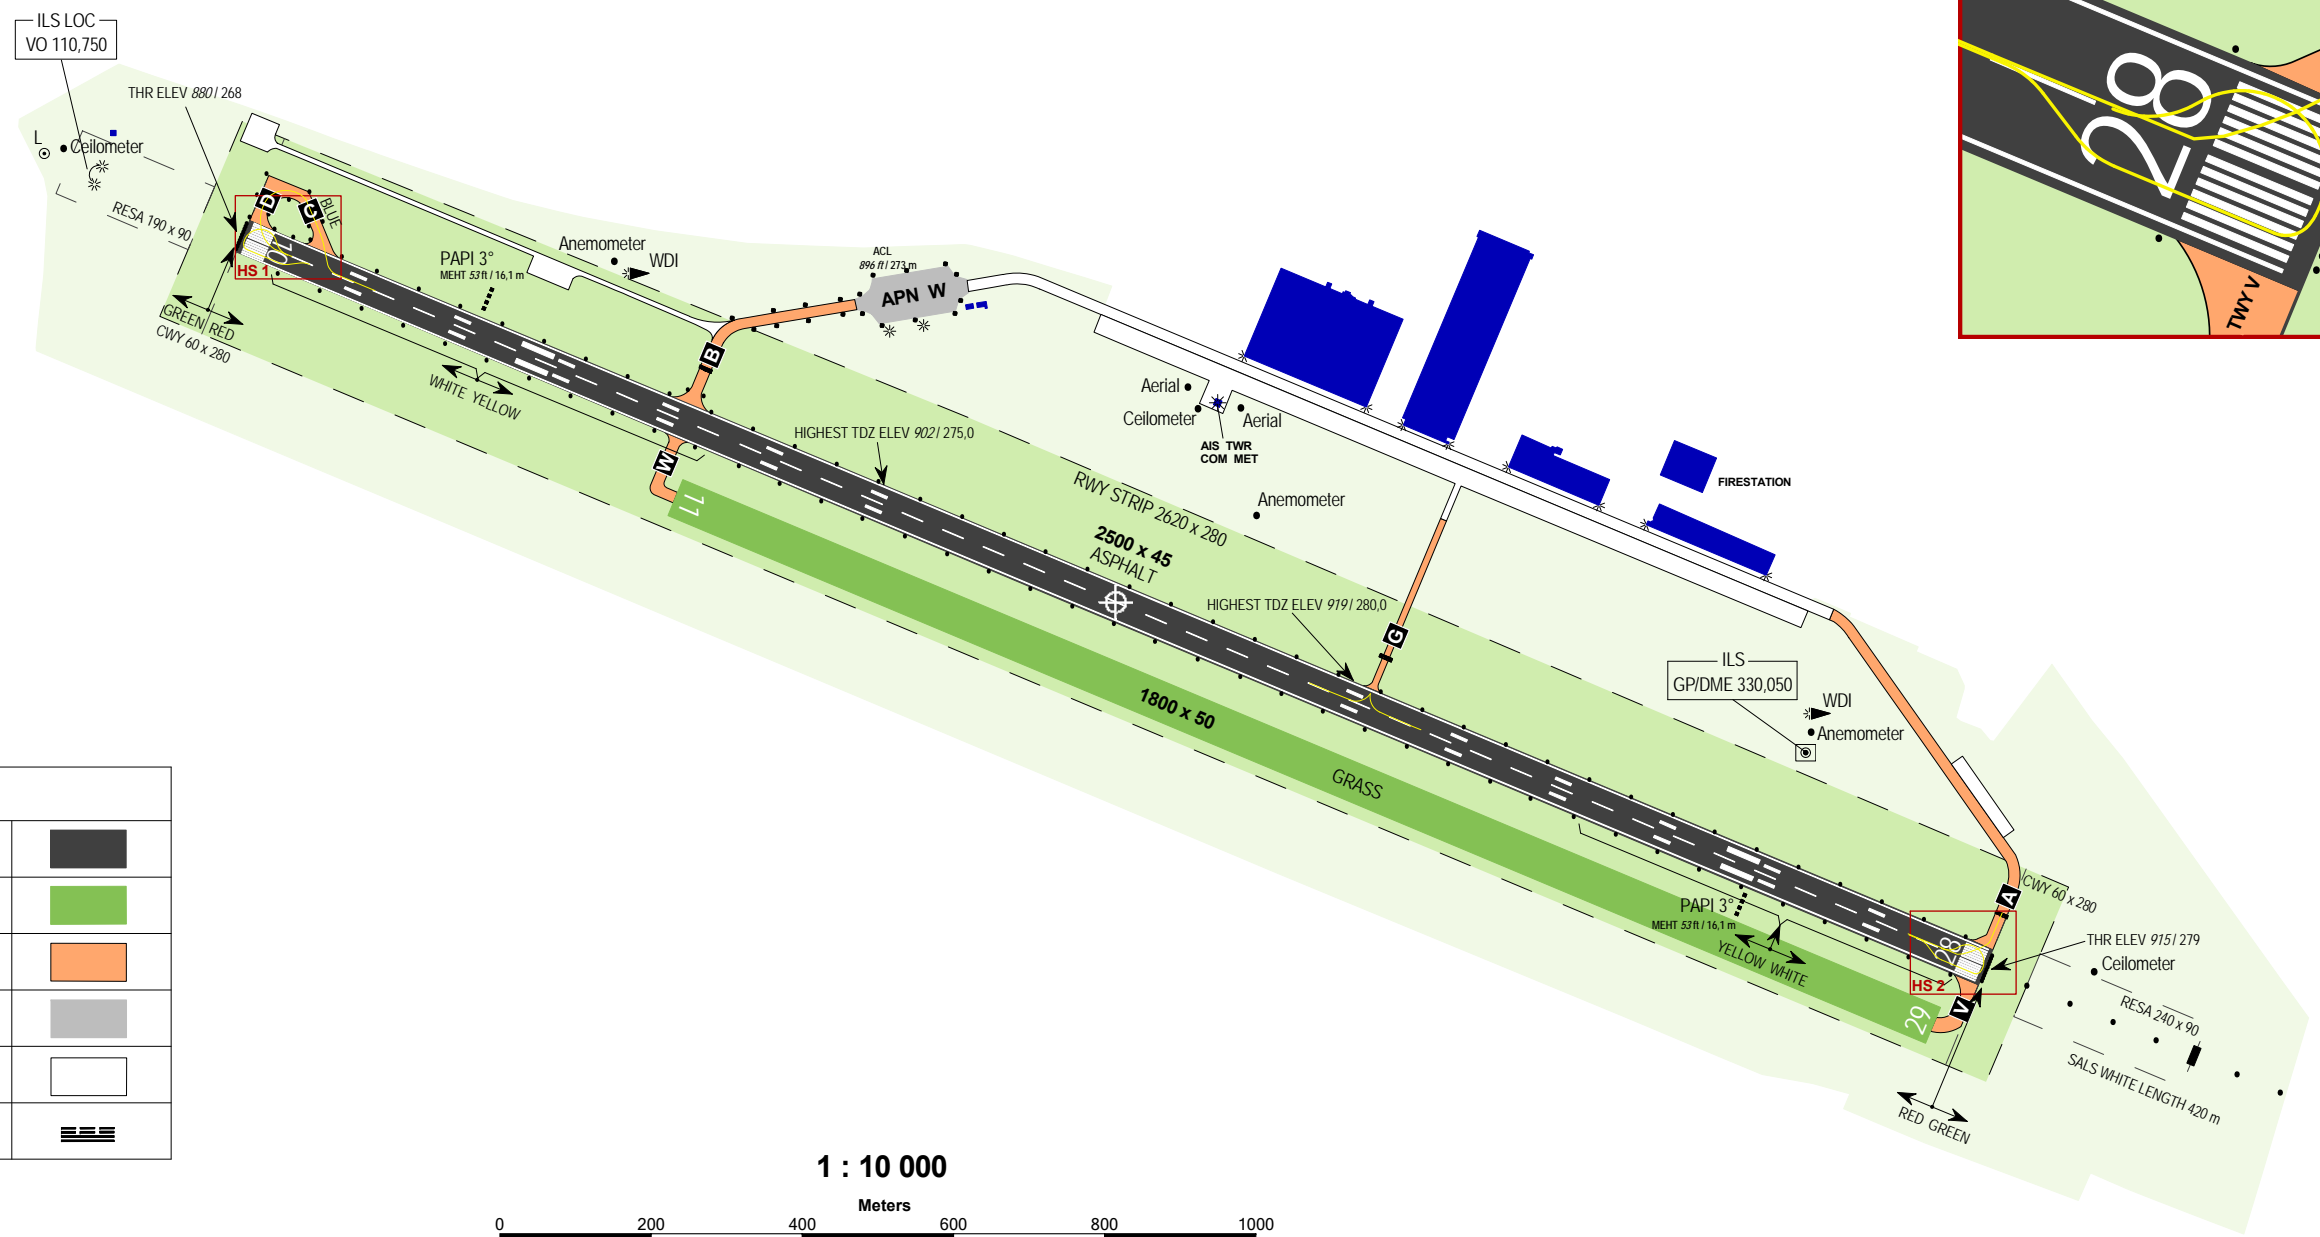 ILS LOC
VO 110,750
THR ELEV 880 / 268
L
Ceilometer
RESA 190 x 90
D
C
BLUE
10
HS 1
GREEN RED
CWY 60 x 280
PAPI 3°
MEHT 53 ft / 16,1 m
Anemometer
WDI
ACL
896 ft / 273 m
APN W
B
WHITE YELLOW
W
11
HIGHEST TDZ ELEV 902 / 275,0
Aerial
Ceilometer
Aerial
AIS TWR
COM MET
Anemometer
RWY STRIP 2620 x 280
2500 x 45
ASPHALT
FIRESTATION
HIGHEST TDZ ELEV 919 / 280,0
G
1800 x 50
GRASS
ILS
GP/DME 330,050
WDI
Anemometer
PAPI 3°
MEHT 53 ft / 16,1 m
YELLOW WHITE
A
CWY 60 x 280
28
HS 2
THR ELEV 915 / 279
Ceilometer
V
29
RESA 240 x 90
SALS WHITE LENGTH 420 m
RED GREEN
28
TWY V
1 : 10 000
Meters
0 200 400 600 800 1000